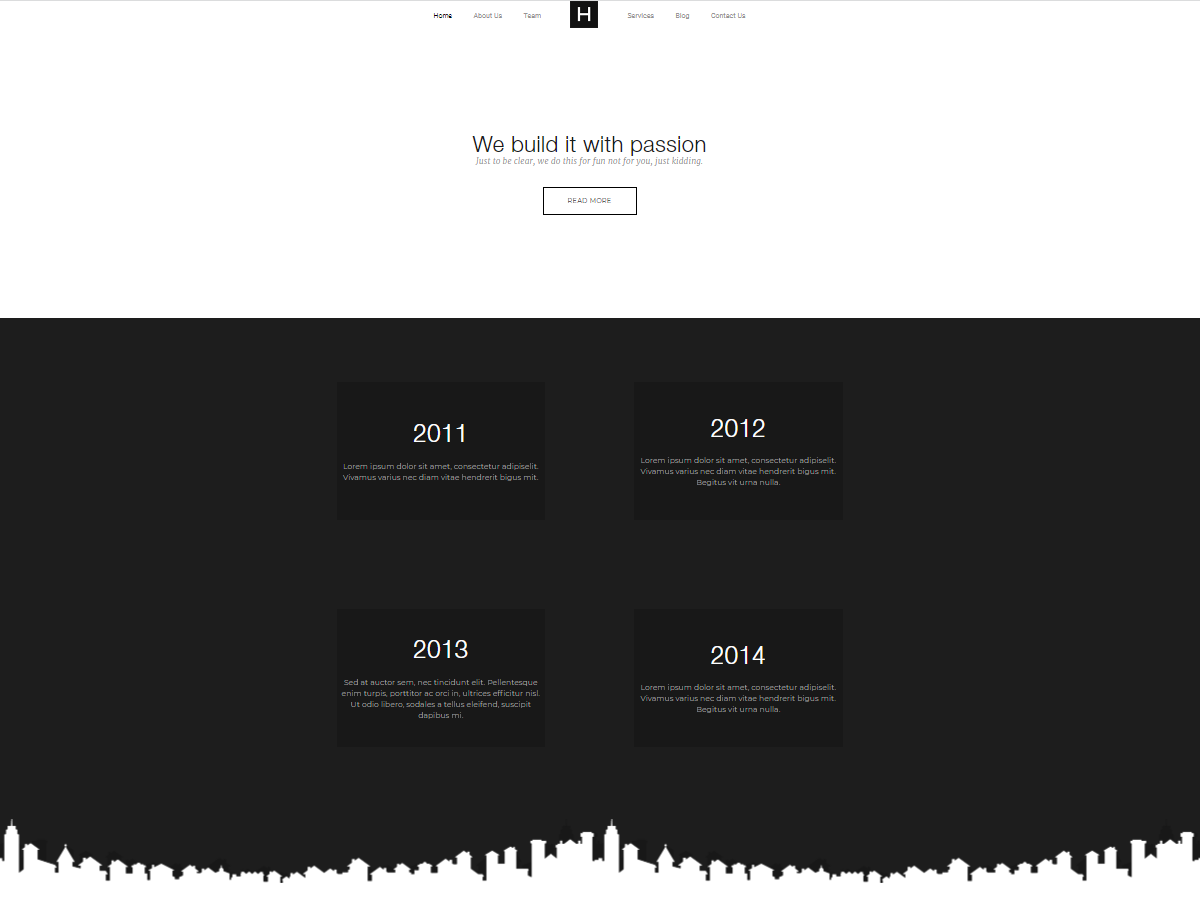 Home About Us Team H Services Blog Contact Us
We build it with passion
Just to be clear, we do this for fun not for you, just kidding.
READ MORE
2011
Lorem ipsum dolor sit amet, consectetur adipiselit.
Vivamus varius nec diam vitae hendrerit bigus mit.
2012
Lorem ipsum dolor sit amet, consectetur adipiselit.
Vivamus varius nec diam vitae hendrerit bigus mit.
Begitus vit urna nulla.
2013
Sed at auctor sem, nec tincidunt elit. Pellentesque
enim turpis, porttitor ac orci in, ultrices efficitur nisl.
Ut odio libero, sodales a tellus eleifend, suscipit
dapibus mi.
2014
Lorem ipsum dolor sit amet, consectetur adipiselit.
Vivamus varius nec diam vitae hendrerit bigus mit.
Begitus vit urna nulla.